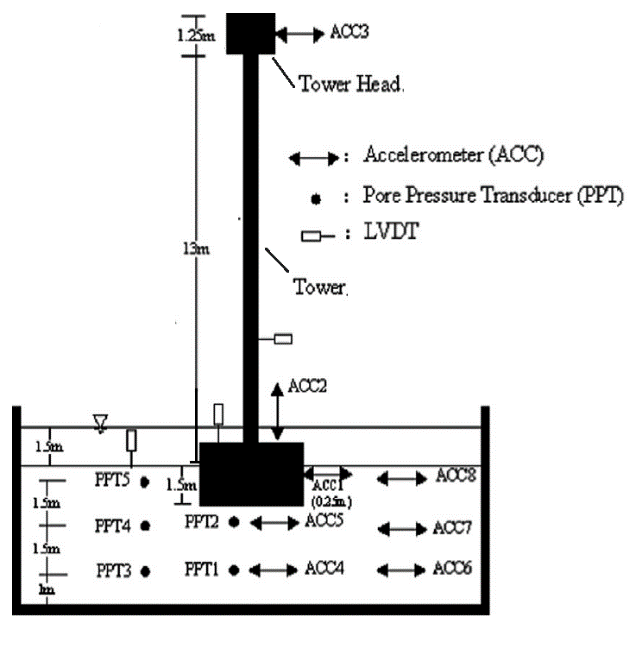 1.25m
ACC3
Tower Head.
: Accelerometer (ACC)
: Pore Pressure Transducer (PPT)
: LVDT
13m
Tower.
ACC2
1.5m
PPT5
1.5m
ACC1
(0.25m)
ACC8
1.5m
PPT4
PPT2
ACC5
ACC7
1.5m
PPT3
PPT1
ACC4
ACC6
1m